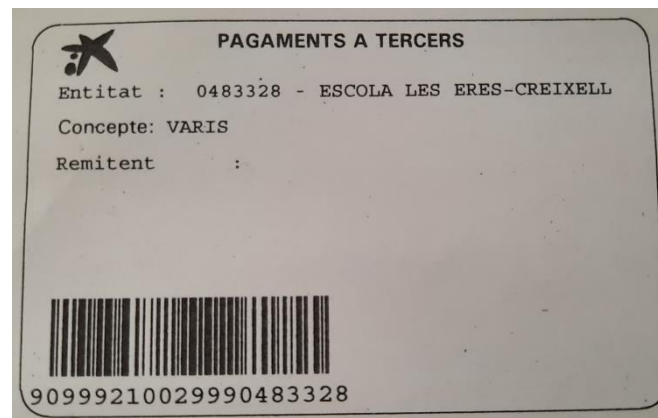 PAGAMENTS A TERCERS
Entitat : 0483328 - ESCOLA LES ERES-CREIXELL
Concepte: VARIS
Remitent :
90999210029990483328